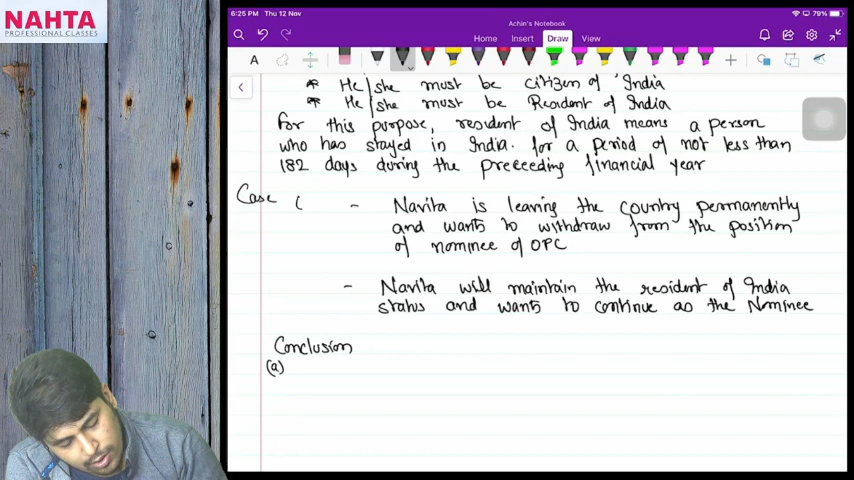 NAHTA
PROFESSIONAL CLASSES
6:25 PM Thu 12 Nov
79%
Achin's Notebook
Home Insert Draw View
A
* He/she must be citizen of India
* He/she must be Resident of India
For this purpose, resident of India means a person
who has stayed in India. for a period of not less than
182 days during the preceeding financial year
Case ( - Navita is leaving the country permanently
and wants to withdraw from the position
of nominee of OPC
- Navita will maintain the resident of India
status and wants to continue as the Nominee
Conclusion
(a)